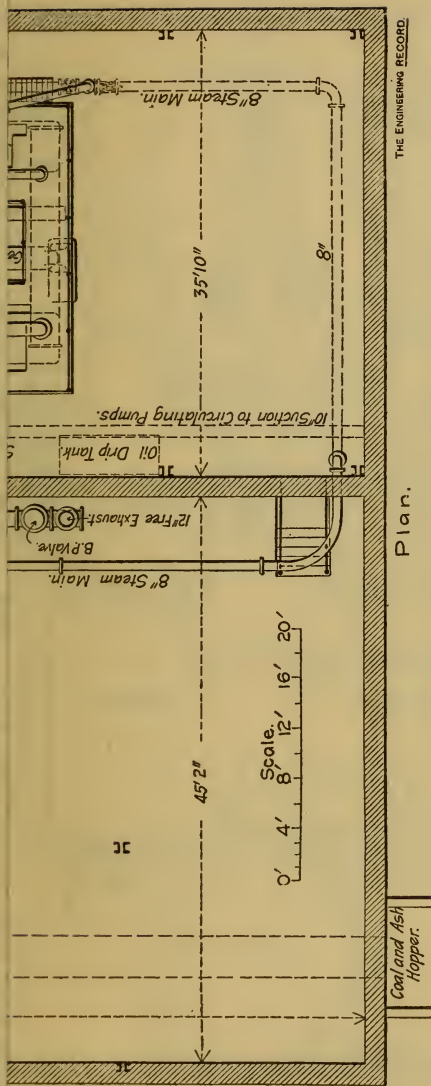 8" Steam Main.
35'10"
8"
10" Suction to Circulating Pumps.
Oil Drip Tank.
S
12" Free Exhaust.
B.P. Valve.
8" Steam Main.
45'2"
Scale.
0' 4' 8' 12' 16' 20'
Coal and Ash
Hopper.
Plan.
THE ENGINEERING RECORD.